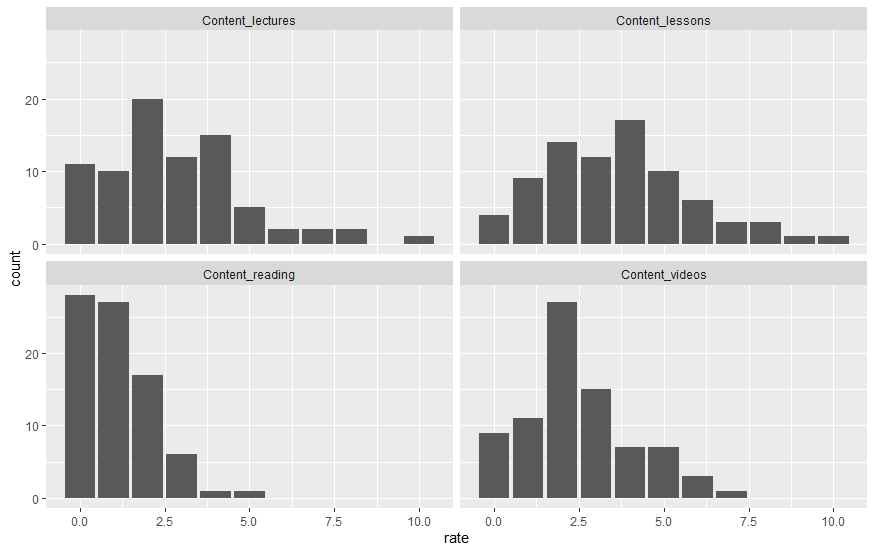 Content_lectures
Content_lessons
20
10
0
Content_reading
Content_videos
20
10
0
0.0 2.5 5.0 7.5 10.0
0.0 2.5 5.0 7.5 10.0
count
rate